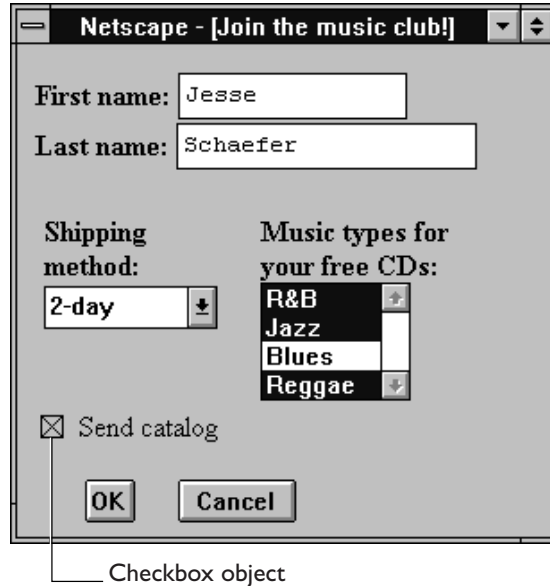 Netscape - [Join the music club!]
First name: Jesse
Last name: Schaefer
Shipping method:
2-day
Music types for your free CDs:
R&B
Jazz
Blues
Reggae
Send catalog
OK Cancel
Checkbox object